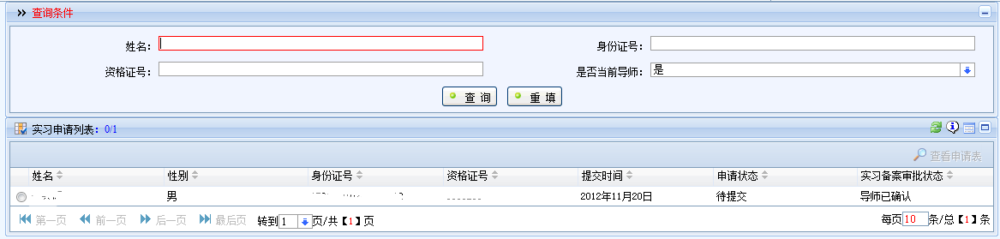 查询条件
姓名： 身份证号：
资格证号： 是否当前导师： 是
查 询 重 填
实习申请列表： 0/1
查看申请表
姓名 性别 身份证号 资格证号 提交时间 申请状态 实习备案审批状态
男 2012年11月20日 待提交 导师已确认
第一页 前一页 后一页 最后页 转到 1 页/共【1】页 每页 10 条/总【1】条